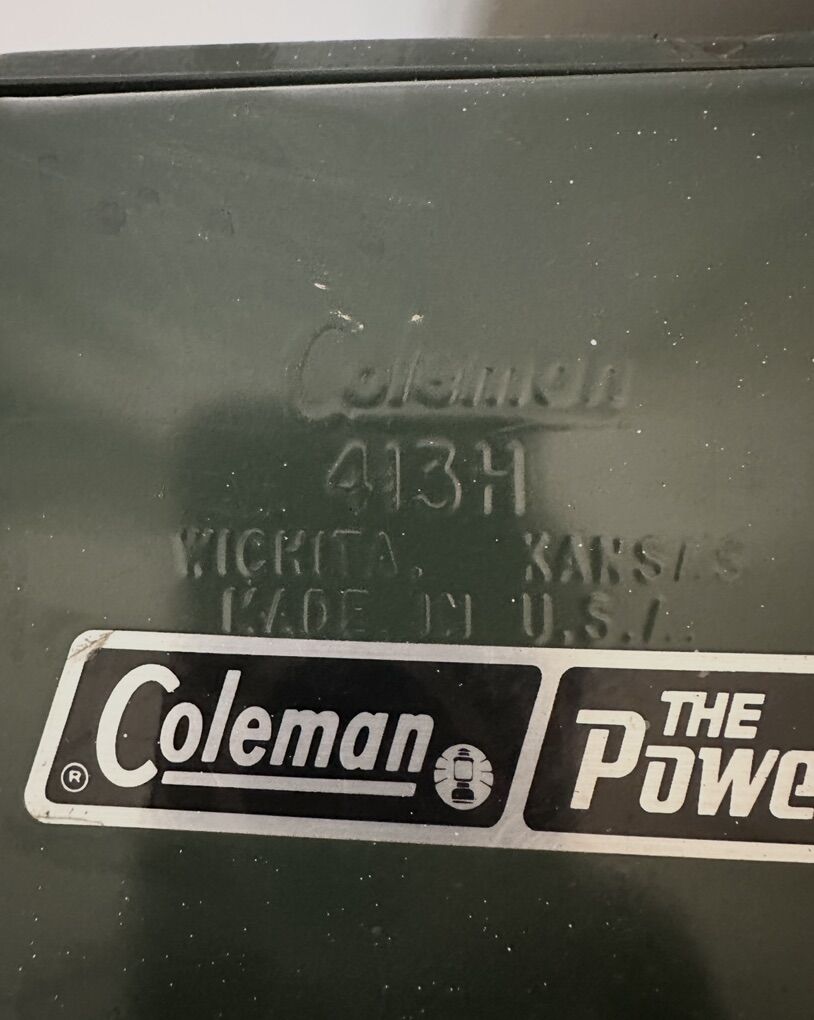 Coleman
413H
WICHITA, KANSAS
MADE IN U.S.A.
® Coleman
THE
POWE